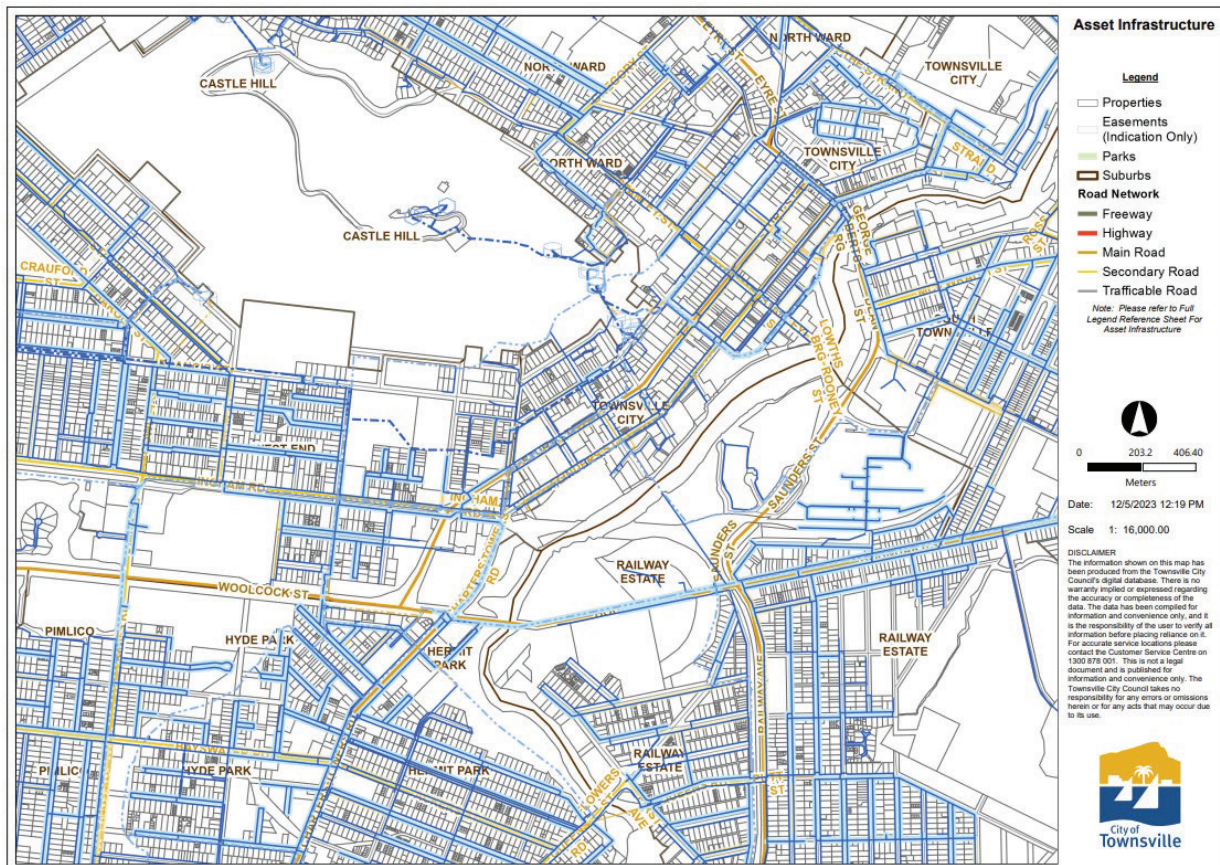 Asset Infrastructure
Legend
Properties
Easements
(Indication Only)
Parks
Suburbs
Road Network
Freeway
Highway
Main Road
Secondary Road
Trafficable Road
Note: Please refer to Full
Legend Reference Sheet For
Asset Infrastructure
0 203.2 406.40
Meters
Date: 12/5/2023 12:19 PM
Scale 1: 16,000.00
DISCLAIMER
The information shown on this map has
been produced from the Townsville City
Council's digital database. There is no
warranty implied or expressed regarding
the accuracy or completeness of the
data. The data has been compiled for
information and convenience only, and it
is the responsibility of the user to verify all
information before placing reliance on it.
For accurate service locations please
contact the Customer Service Centre on
1300 878 001. This is not a legal
document and is published for
information and convenience only. The
Townsville City Council takes no
responsibility for any errors or omissions
herein or for any acts that may occur due
to its use.
City of
Townsville
CASTLE HILL
NORTH WARD
NORTH WARD
TOWNSVILLE
CITY
EYRE ST
TOWNSVILLE
CITY
NORTH WARD
CASTLE HILL
INGHAM RD
TOWNSVILLE
CITY
INGHAM
RD
SAUNDERS ST
SAUNDERS
ST
RAILWAY
ESTATE
WOOLCOCK ST
CHARTERS TOWERS
RD
PIMLICO
HYDE PARK
HERMIT
PARK
RAILWAY
ESTATE
RAILWAY AVE
RAILWAY
ESTATE
PIMLICO
HYDE PARK
HERMIT PARK